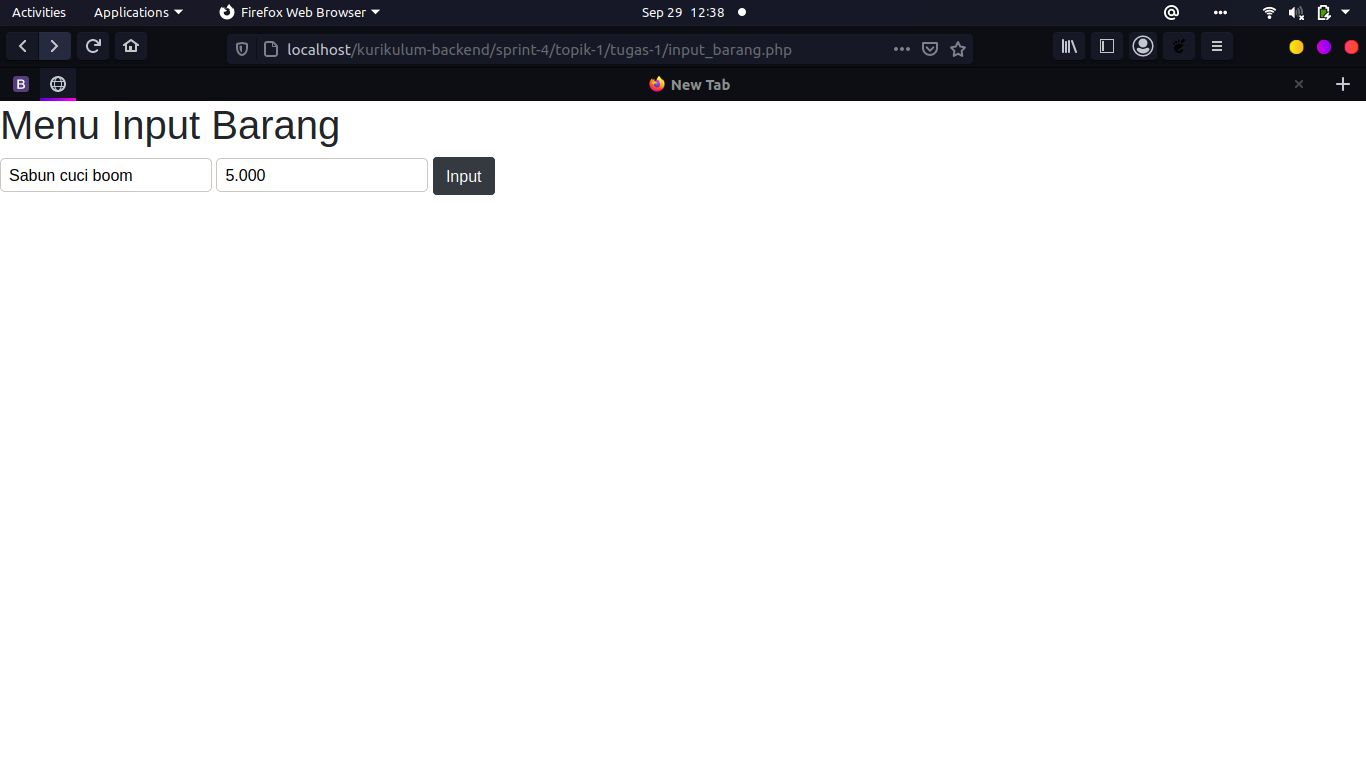 Activities Applications Firefox Web Browser Sep 29 12:38
localhost/kurikulum-backend/sprint-4/topik-1/tugas-1/input_barang.php
B New Tab
Menu Input Barang
Sabun cuci boom 5.000 Input